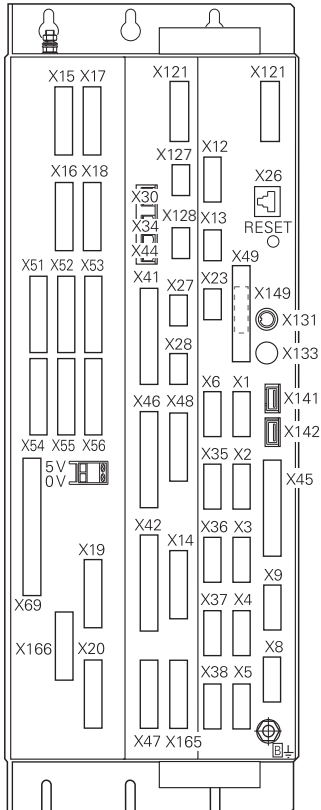 X15 X17 X121 X121
X127 X12
X16 X18 X26
X30
X34 X128 X13 RESET
X44
X51 X52 X53 X41 X27 X23 X49
X149
X131
X28 X133
X6 X1 X141
X46 X48 X142
X54 X55 X56 X35 X2 X45
5V
0V
X42 X14 X36 X3
X19 X9
X69 X37 X4
X166 X20 X8
X38 X5
X47 X165 B